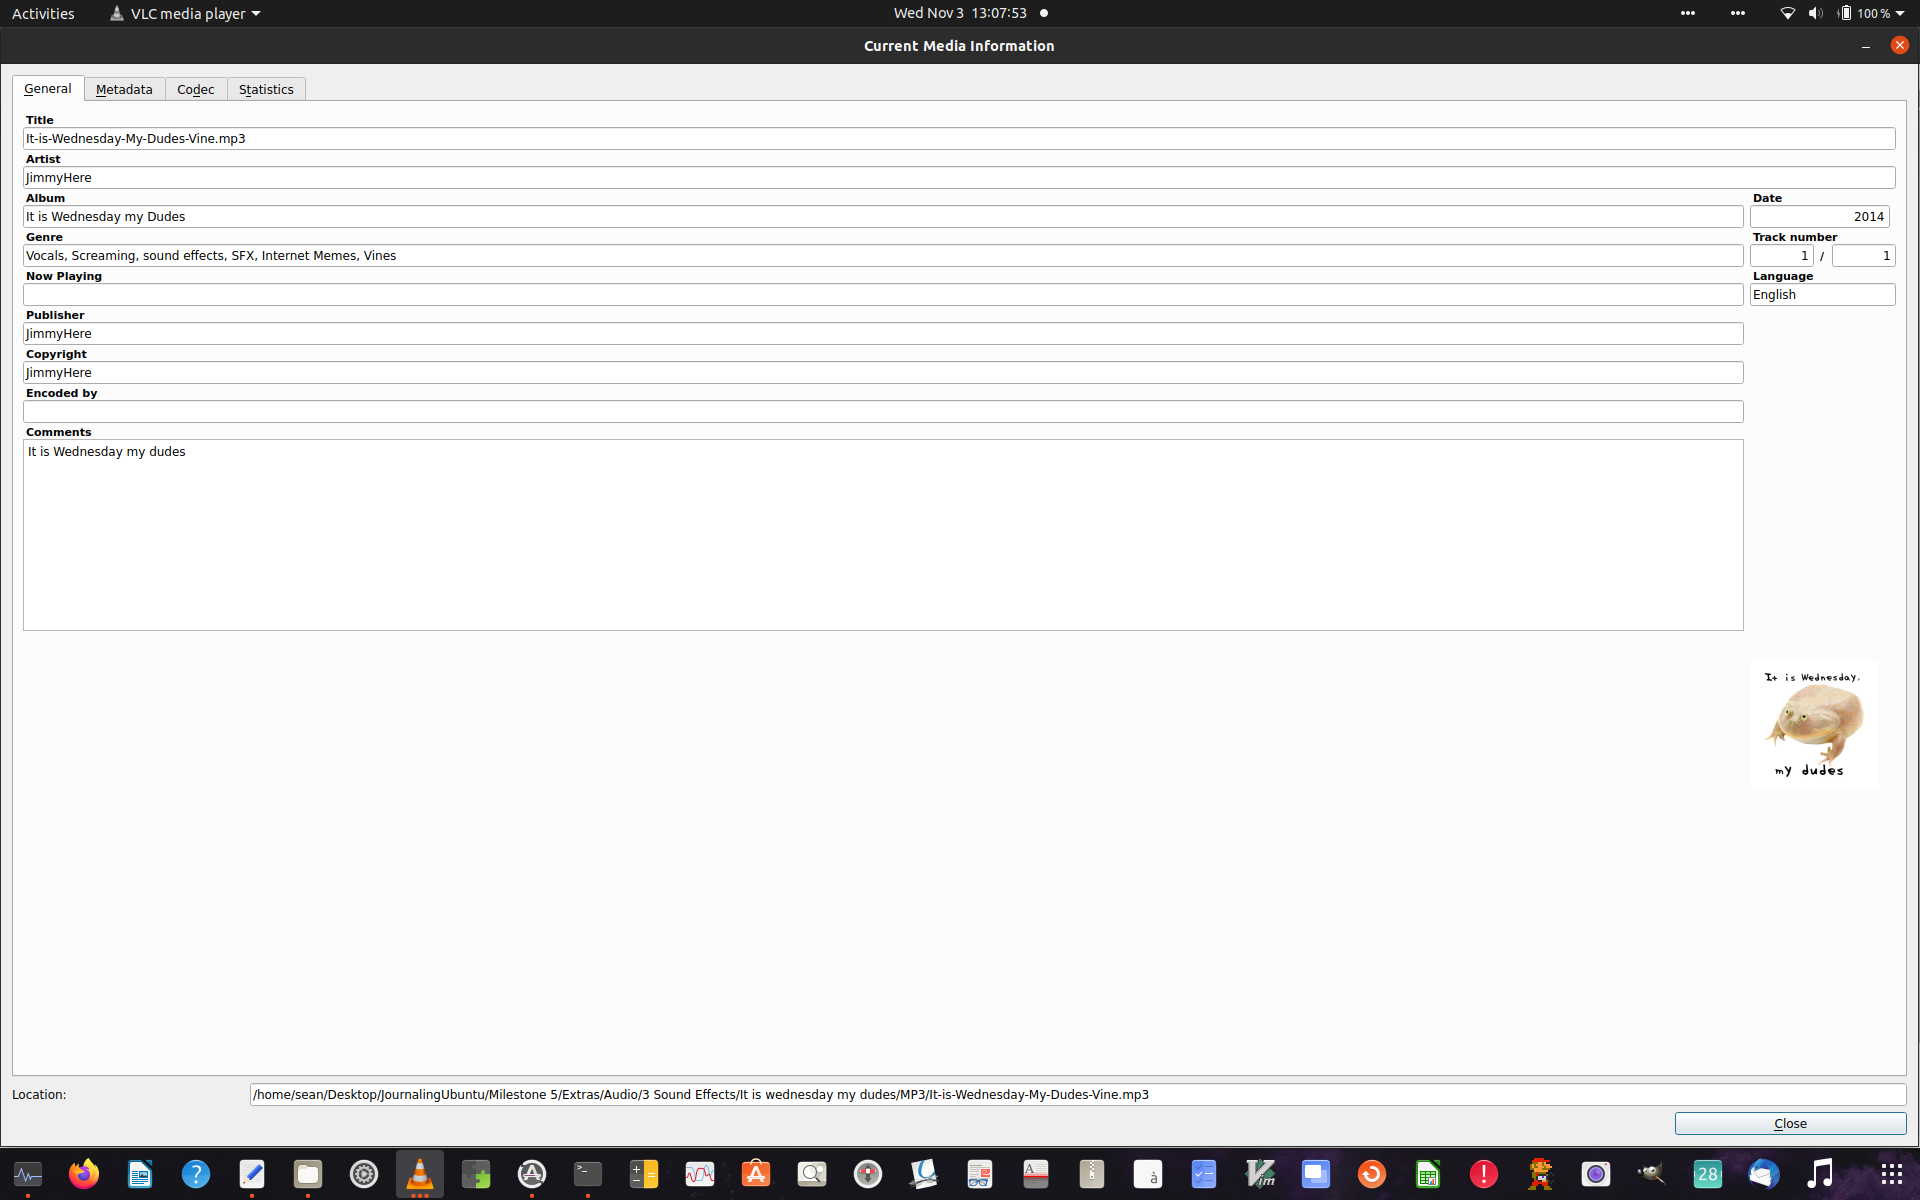 Activities VLC media player Wed Nov 3 13:07:53 100 %
Current Media Information
General Metadata Codec Statistics
Title
It-is-Wednesday-My-Dudes-Vine.mp3
Artist
JimmyHere
Album Date
It is Wednesday my Dudes 2014
Genre Track number
Vocals, Screaming, sound effects, SFX, Internet Memes, Vines 1 / 1
Now Playing Language
English
Publisher
JimmyHere
Copyright
JimmyHere
Encoded by
Comments
It is Wednesday my dudes
It is Wednesday,
my dudes
Location: /home/sean/Desktop/JournalingUbuntu/Milestone 5/Extras/Audio/3 Sound Effects/It is wednesday my dudes/MP3/It-is-Wednesday-My-Dudes-Vine.mp3
Close
? >_ A à Vim ! 28